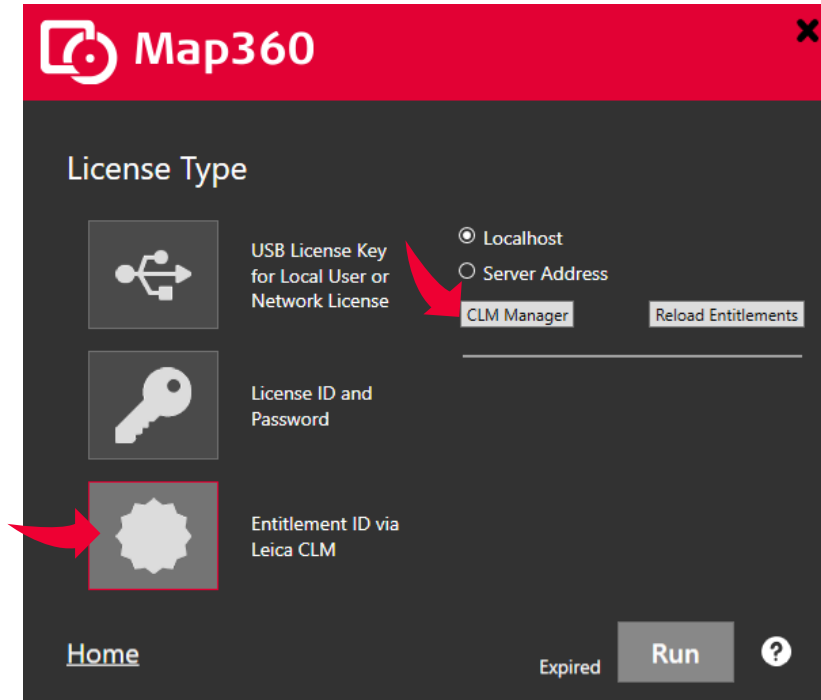 Map360
License Type
USB License Key
for Local User or
Network License
Localhost
Server Address
CLM Manager
Reload Entitlements
License ID and
Password
Entitlement ID via
Leica CLM
Home
Expired
Run
?